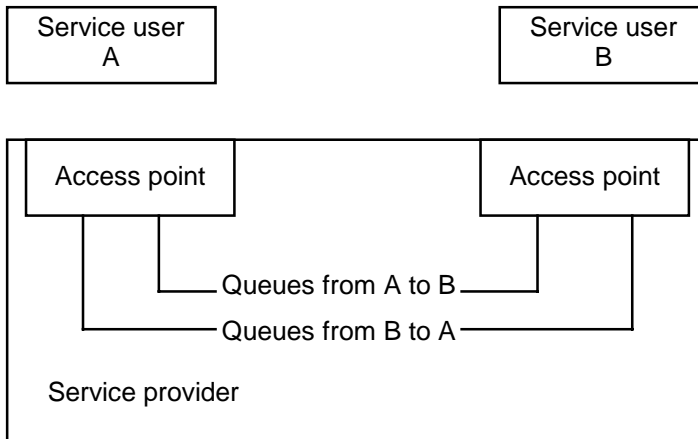 Service user
A
Service user
B
Access point
Access point
Queues from A to B
Queues from B to A
Service provider